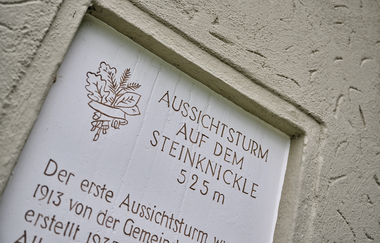 AUSSICHTSTURM
AUF DEM
STEINKNICKLE
525 m
Der erste Aussichtsturm
1913 von der Gemeinde
erstellt